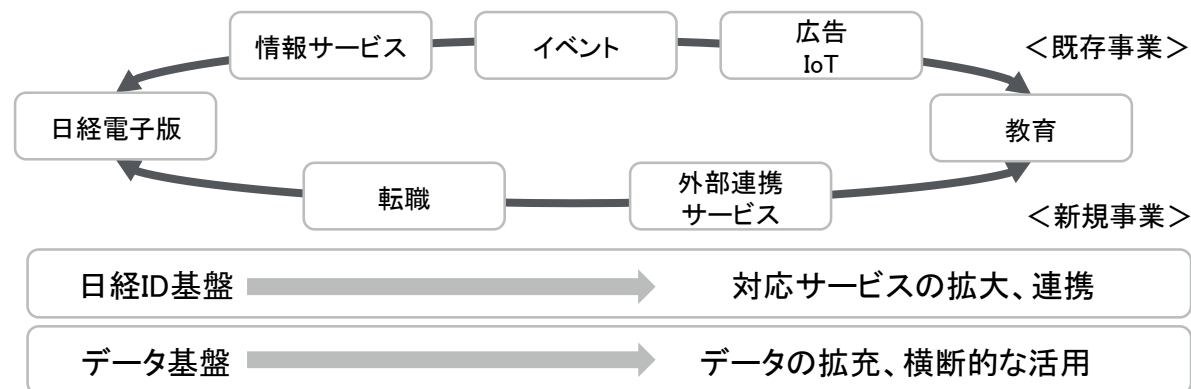 情報サービス
イベント
広告
IoT
＜既存事業＞
日経電子版
教育
転職
外部連携
サービス
＜新規事業＞
日経ID基盤
対応サービスの拡大、連携
データ基盤
データの拡充、横断的な活用